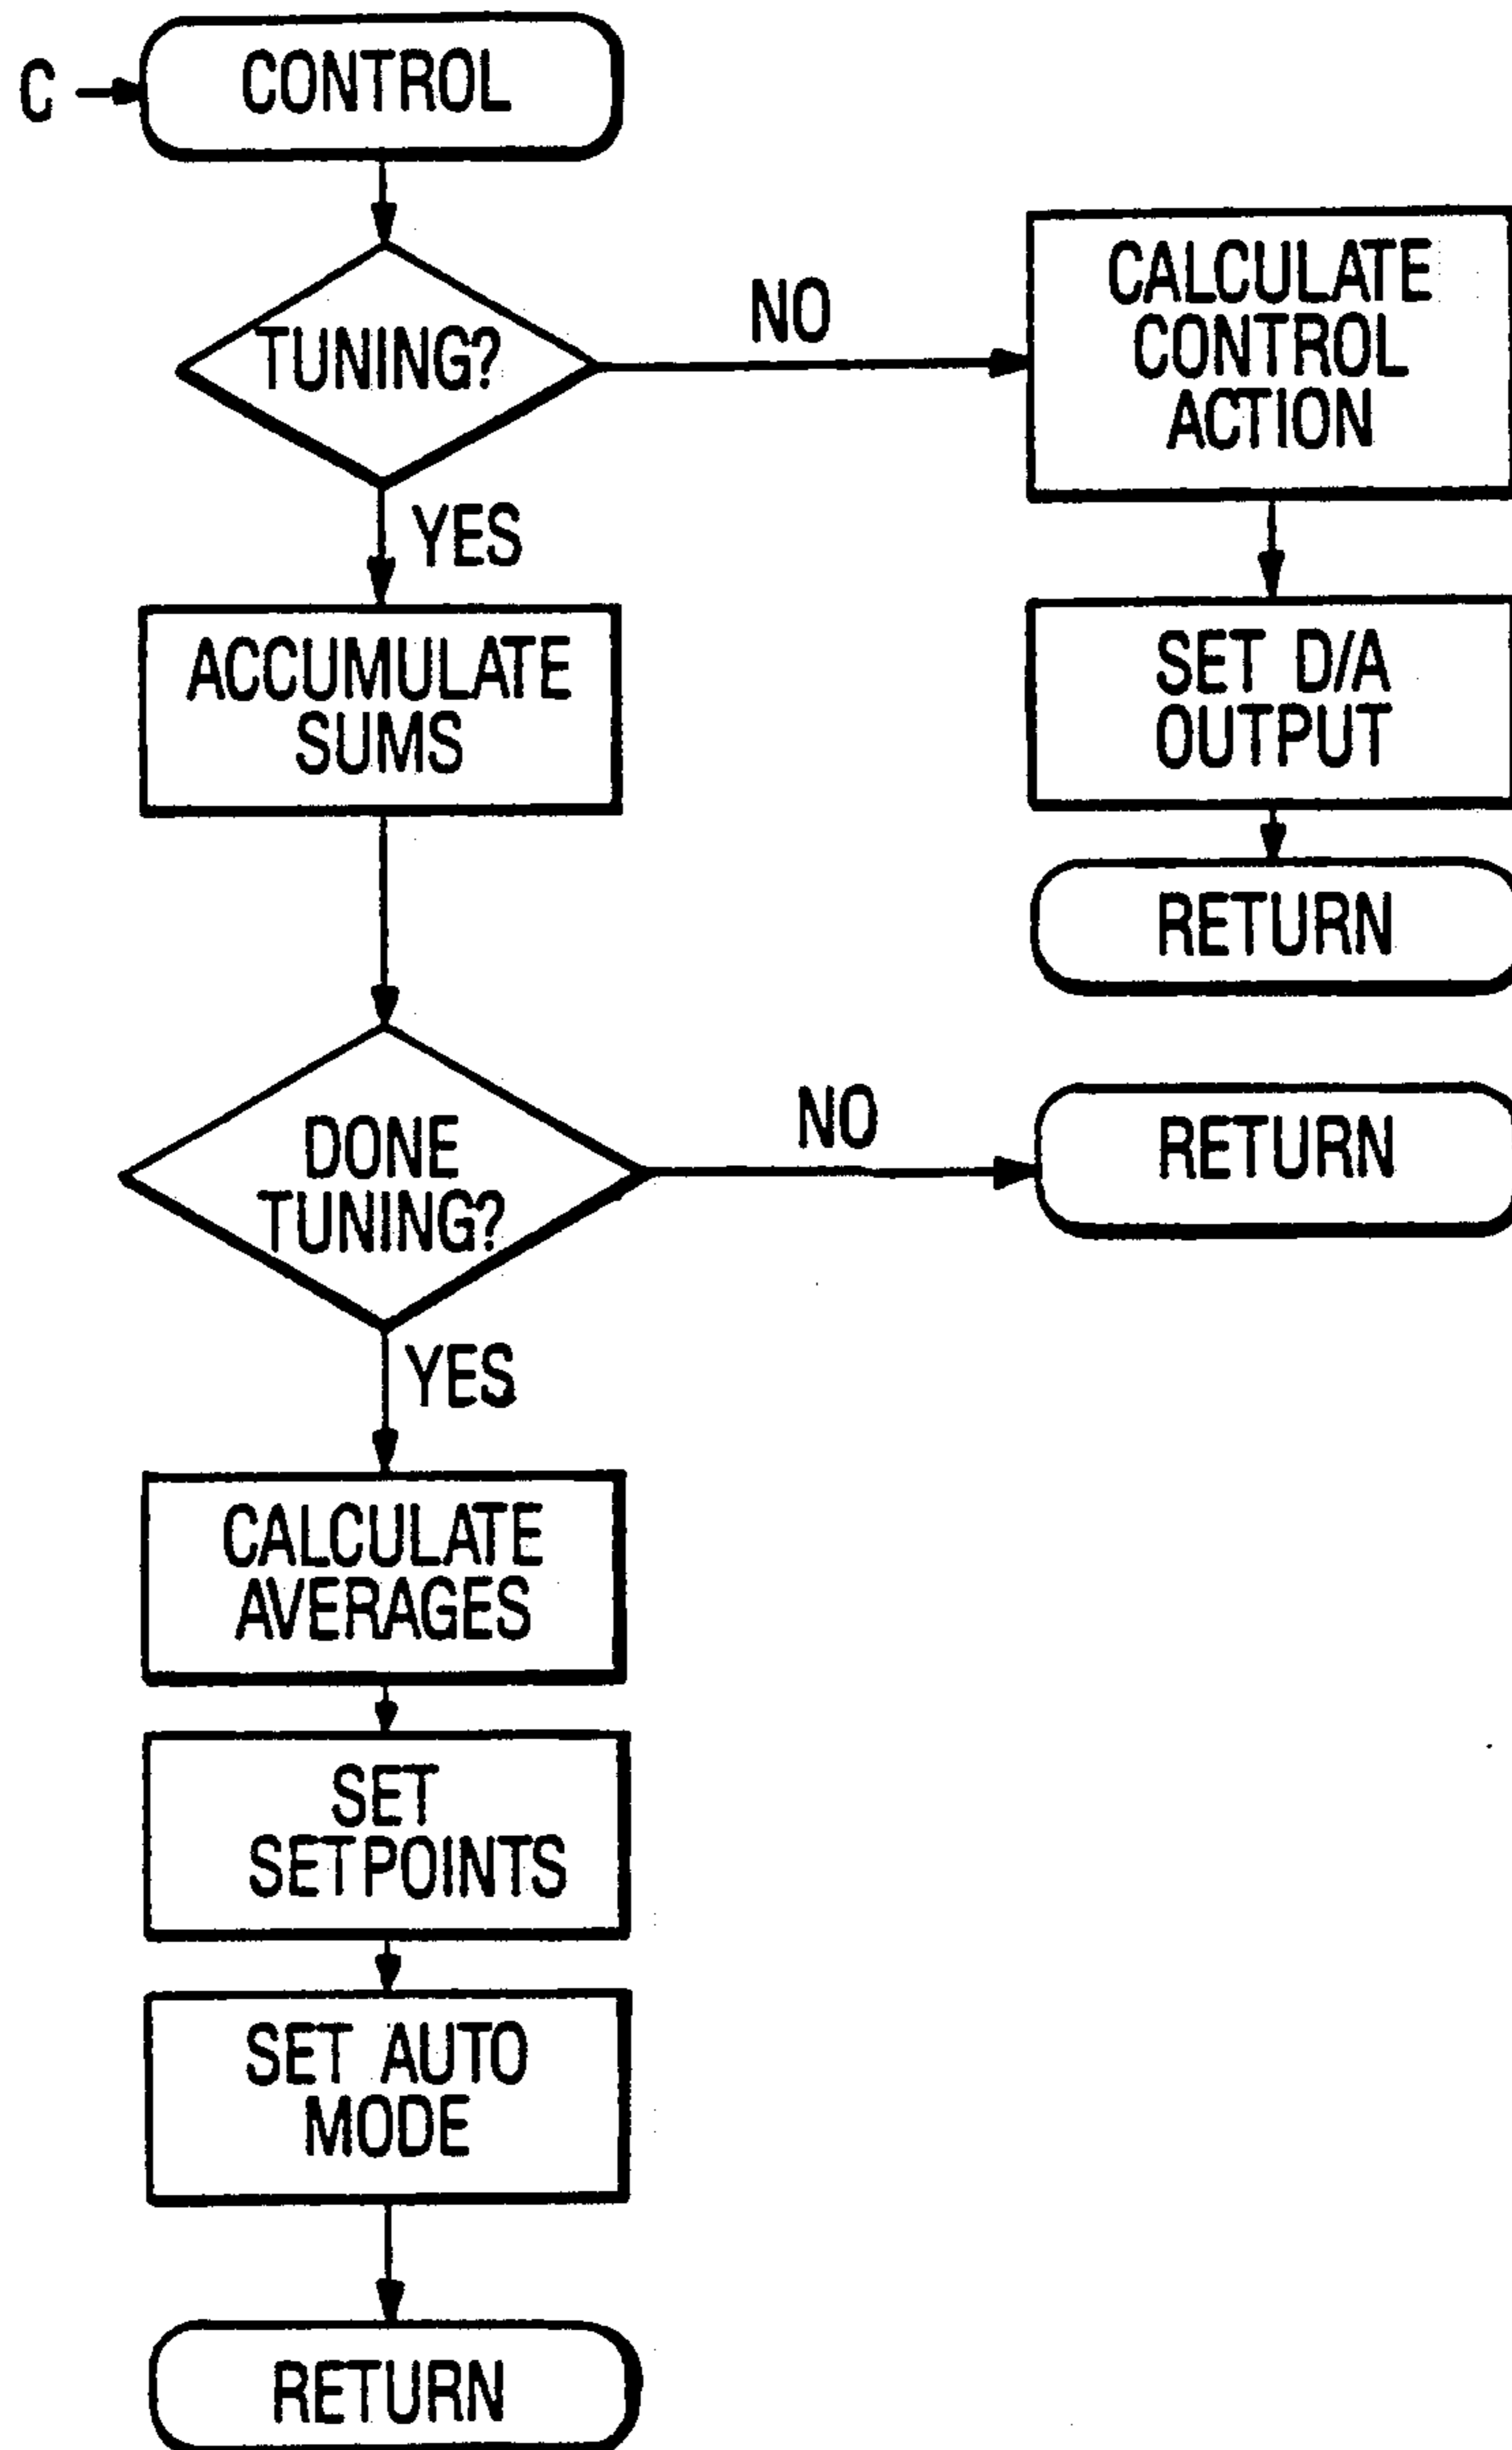 C
CONTROL
TUNING?
NO
CALCULATE
CONTROL
ACTION
YES
SET D/A
OUTPUT
ACCUMULATE
SUMS
RETURN
DONE
TUNING?
NO
RETURN
YES
CALCULATE
AVERAGES
SET
SETPOINTS
SET AUTO
MODE
RETURN